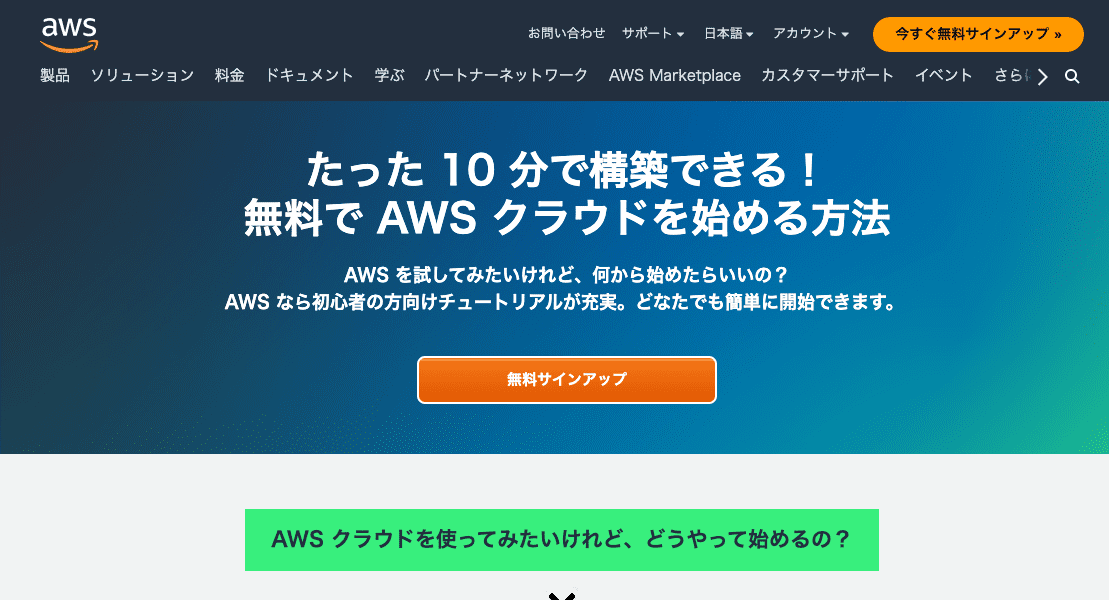 aws
お問い合わせ サポート 日本語 アカウント 今すぐ無料サインアップ »
製品 ソリューション 料金 ドキュメント 学ぶ パートナーネットワーク AWS Marketplace カスタマーサポート イベント さら
たった 10 分で構築できる！
無料で AWS クラウドを始める方法
AWS を試してみたいけれど、何から始めたらいいの？
AWS なら初心者の方向けチュートリアルが充実。どなたでも簡単に開始できます。
無料サインアップ
AWS クラウドを使ってみたいけれど、どうやって始めるの？